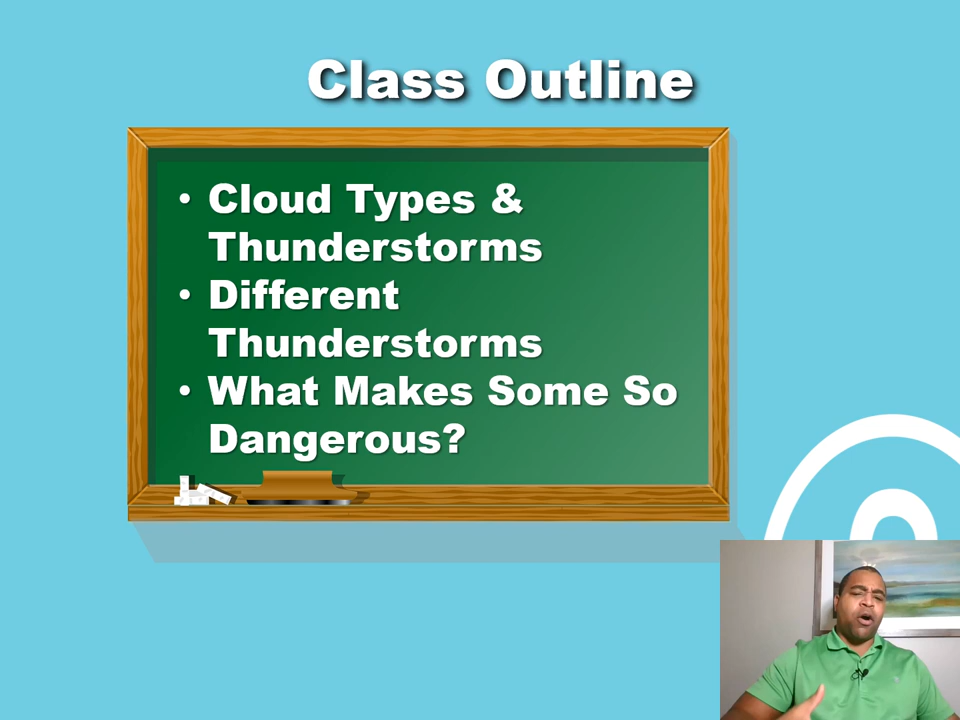 Class Outline
• Cloud Types &
Thunderstorms
• Different
Thunderstorms
• What Makes Some So
Dangerous?